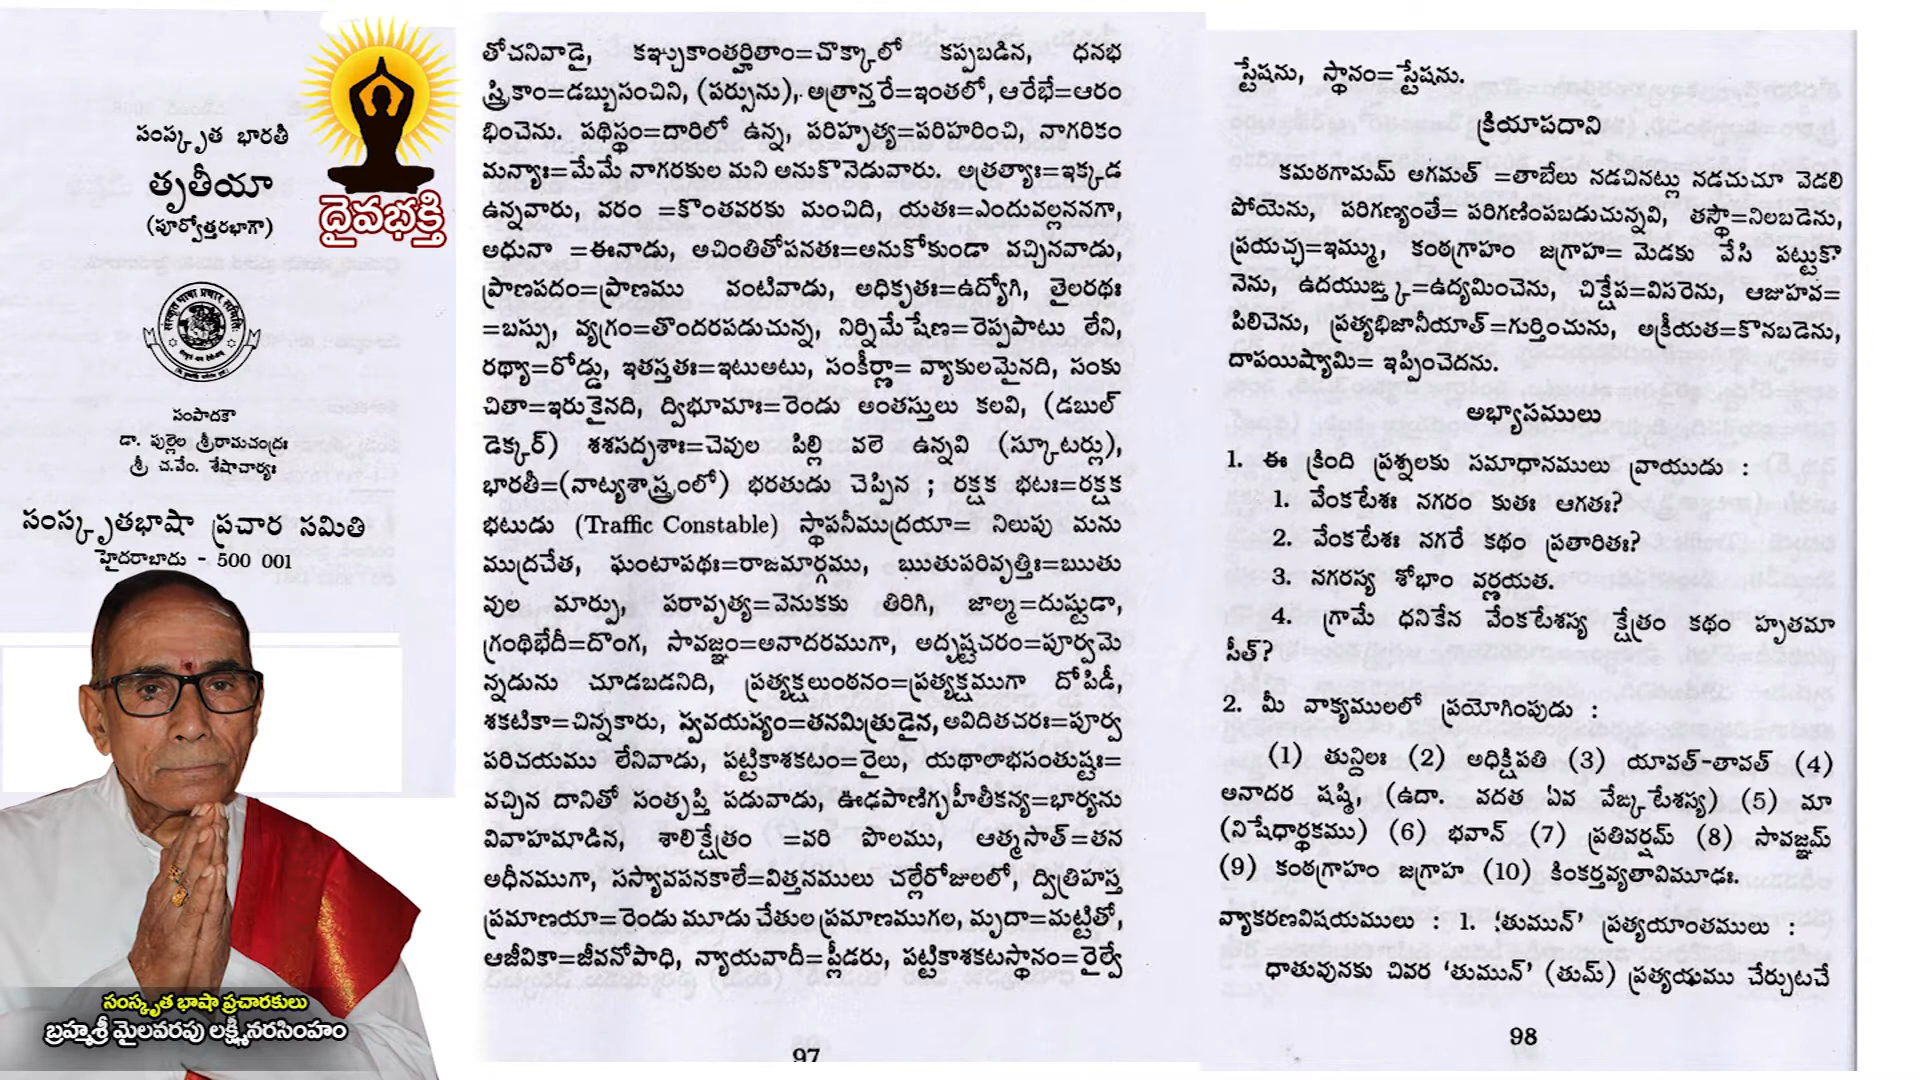 సంస్కృత భారతీ
తృతీయా
(పూర్వోత్తరభాగా)
దైవభక్తి
సంపాదకౌ
డా. పుల్లెల శ్రీరామచంద్రః
శ్రీ చ.వేం. శేషాచార్యః
సంస్కృతభాషా ప్రచార సమితి
హైదరాబాదు - 500 001
సంస్కృత భాషా ప్రచారకులు
బ్రహ్మశ్రీ మైలవరపు లక్ష్మీనరసింహం
తోచనివాడై, కఞ్చుకాంతర్హితాం=చొక్కాలో కప్పబడిన, ధనభ
స్త్రికాం=డబ్బుసంచిని, (పర్సును), అత్రాన్తరే=ఇంతలో, ఆరేభే=ఆరం
భించెను. పథిస్థం=దారిలో ఉన్న, పరిహృత్య=పరిహరించి, నాగరికం
మన్యాః=మేమే నాగరకుల మని అనుకొనెడువారు. అత్రత్యాః=ఇక్కడ
ఉన్నవారు, వరం =కొంతవరకు మంచిది, యతః=ఎందువల్లననగా,
అధునా =ఈనాడు, అచింతితోపనతః=అనుకోకుండా వచ్చినవాడు,
ప్రాణపదం=ప్రాణము వంటివాడు, అధికృతః=ఉద్యోగి, తైలరథః
=బస్సు, వ్యగ్రం=తొందరపడుచున్న, నిర్నిమేషేణ=రెప్పపాటు లేని,
రథ్యా=రోడ్డు, ఇతస్తతః=ఇటుఅటు, సంకీర్ణా= వ్యాకులమైనది, సంకు
చితా=ఇరుకైనది, ద్విభూమాః=రెండు అంతస్తులు కలవి, (డబుల్
డెక్కర్) శశసదృశాః=చెవుల పిల్లి వలె ఉన్నవి (స్కూటర్లు),
భారతీ=(నాట్యశాస్త్రంలో) భరతుడు చెప్పిన ; రక్షక భటః=రక్షక
భటుడు (Traffic Constable) స్థాపనీముద్రయా= నిలుపు మను
ముద్రచేత, ఘంటాపథః=రాజమార్గము, ఋతుపరివృత్తిః=ఋతు
వుల మార్పు, పరావృత్య=వెనుకకు తిరిగి, జాల్మ=దుష్టుడా,
గ్రంథిభేదీ=దొంగ, సావజ్ఞం=అనాదరముగా, అదృష్టచరం=పూర్వమె
న్నడును చూడబడనిది, ప్రత్యక్షలుంఠనం=ప్రత్యక్షముగా దోపిడీ,
శకటికా=చిన్నకారు, స్వవయస్యం=తనమిత్రుడైన, అవిదితచరః=పూర్వ
పరిచయము లేనివాడు, పట్టికాశకటం=రైలు, యథాలాభసంతుష్టః=
వచ్చిన దానితో సంతృప్తి పడువాడు, ఊఢపాణిగృహీతీకన్య=భార్యను
వివాహమాడిన, శాలిక్షేత్రం =వరి పొలము, ఆత్మసాత్=తన
అధీనముగా, సస్యావపనకాలే=విత్తనములు చల్లేరోజులలో, ద్విత్రిహస్త
ప్రమాణయా=రెండు మూడు చేతుల ప్రమాణముగల, మృదా=మట్టితో,
ఆజీవికా=జీవనోపాధి, న్యాయవాదీ=ప్లీడరు, పట్టికాశకటస్థానం=రైల్వే
97
స్టేషను, స్థానం=స్టేషను.
క్రియాపదాని
కమఠగామమ్ అగమత్ =తాబేలు నడచినట్లు నడచుచూ వెడలి
పోయెను, పరిగణ్యంతే= పరిగణింపబడుచున్నవి, తస్థౌ=నిలబడెను,
ప్రయచ్ఛ=ఇమ్ము, కంఠగ్రాహం జగ్రాహ= మెడకు వేసి పట్టుకొ
నెను, ఉదయుఙ్క్త=ఉద్యమించెను, చిక్షేప=విసరెను, ఆజుహవ=
పిలిచెను, ప్రత్యభిజానీయాత్=గుర్తించును, అక్రీయత=కొనబడెను,
దాపయిష్యామి= ఇప్పించెదను.
అభ్యాసములు
1. ఈ క్రింది ప్రశ్నలకు సమాధానములు వ్రాయుడు :
1. వేంకటేశః నగరం కుతః ఆగతః?
2. వేంకటేశః నగరే కథం ప్రతారితః?
3. నగరస్య శోభాం వర్ణయత.
4. గ్రామే ధనికేన వేంకటేశస్య క్షేత్రం కథం హృతమా
సీత్?
2. మీ వాక్యములలో ప్రయోగింపుడు :
(1) తున్దిలః (2) అధిక్షిపతి (3) యావత్-తావత్ (4)
అనాదర షష్ఠి, (ఉదా. వదత ఏవ వేఙ్కటేశస్య) (5) మా
(నిషేధార్థకము) (6) భవాన్ (7) ప్రతివర్షమ్ (8) సావజ్ఞమ్
(9) కంఠగ్రాహం జగ్రాహ (10) కింకర్తవ్యతావిమూఢః.
వ్యాకరణవిషయములు : 1. 'తుమున్' ప్రత్యయాంతములు :
ధాతువునకు చివర 'తుమున్' (తుమ్) ప్రత్యయము చేర్చుటచే
98